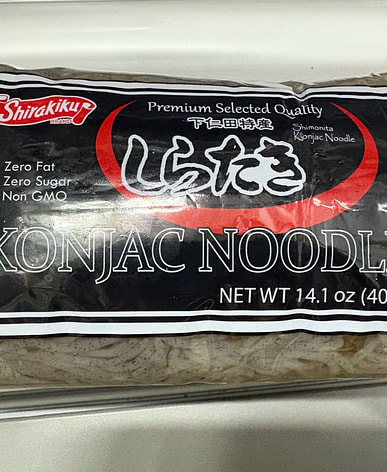 Shirakiku
BRAND
Premium Selected Quality
下仁田特産
Shimonita
Konjac Noodle
しらたき
Zero Fat
Zero Sugar
Non GMO
KONJAC NOODL
NET WT 14.1 oz (40